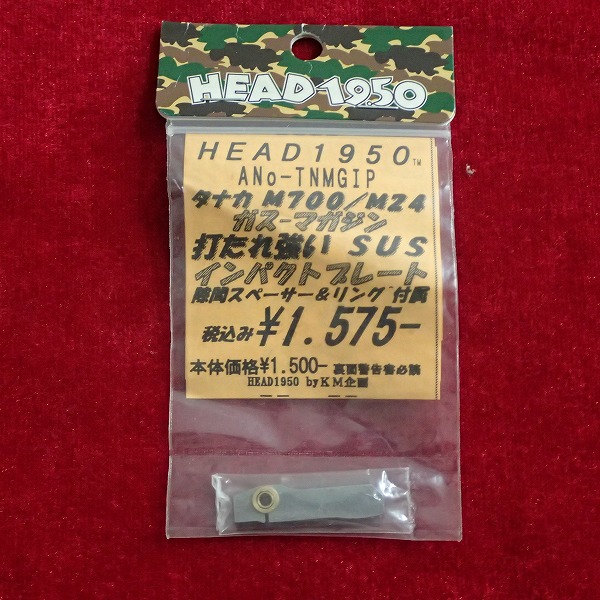 HEAD1950
HEAD1950™
ANo-TNMGIP
タナカ M700/M24
ガス-マガジン
打たれ強い SUS
インパクトプレート
隙間スペーサー&リング 付属
税込み¥1.575-
本体価格¥1.500- 裏面警告書必読
HEAD1950 byKM企画